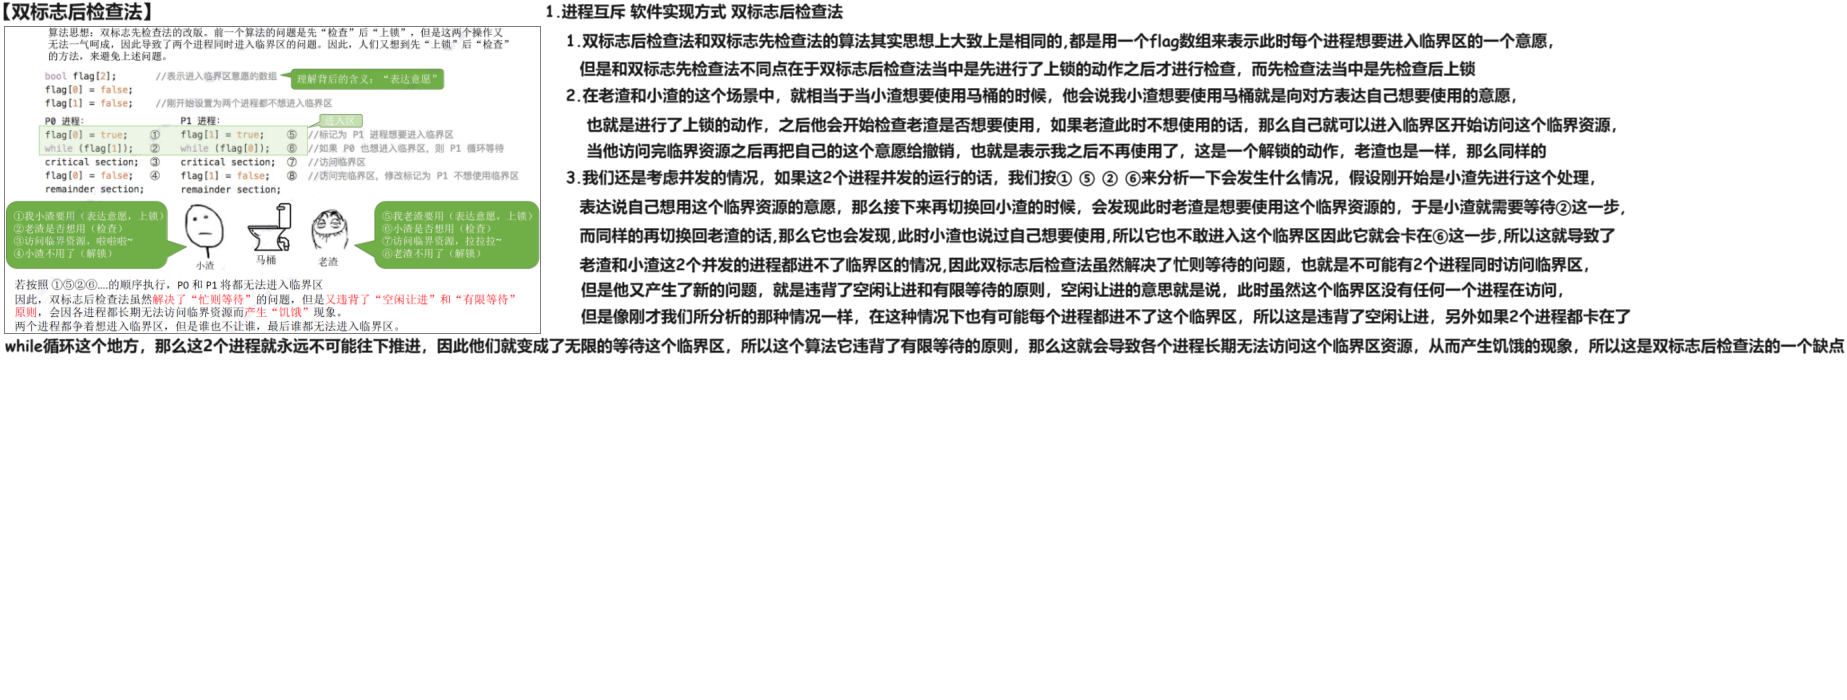 【双标志后检查法】
算法思想：双标志先检查法的改版。前一个算法的问题是先“检查”后“上锁”，但是这两个操作又
无法一气呵成，因此导致了两个进程同时进入临界区的问题。因此，人们又想到先“上锁”后“检查”
的方法，来避免上述问题。
bool flag[2]; //表示进入临界区意愿的数组
理解背后的含义：“表达意愿”
flag[0] = false;
flag[1] = false; //刚开始设置为两个进程都不想进入临界区
P0 进程: P1 进程: 进入区
flag[0] = true; ① flag[1] = true; ⑤ //标记为 P1 进程想要进入临界区
while (flag[1]); ② while (flag[0]); ⑥ //如果 P0 也想进入临界区，则 P1 循环等待
critical section; ③ critical section; ⑦ //访问临界区
flag[0] = false; ④ flag[1] = false; ⑧ //访问完临界区，修改标记为 P1 不想使用临界区
remainder section; remainder section;
①我小渣要用（表达意愿，上锁）
②老渣是否想用（检查）
③访问临界资源，啦啦啦~
④小渣不用了（解锁）
小渣
马桶
老渣
⑤我老渣要用（表达意愿，上锁）
⑥小渣是否想用（检查）
⑦访问临界资源，拉拉拉~
⑧老渣不用了（解锁）
若按照 ①⑤②⑥....的顺序执行，P0 和 P1 将都无法进入临界区
因此，双标志后检查法虽然解决了“忙则等待”的问题，但是又违背了“空闲让进”和“有限等待”
原则，会因各进程都长期无法访问临界资源而产生“饥饿”现象。
两个进程都争着想进入临界区，但是谁也不让谁，最后谁都无法进入临界区。
1.进程互斥 软件实现方式 双标志后检查法
1.双标志后检查法和双标志先检查法的算法其实思想上大致上是相同的,都是用一个flag数组来表示此时每个进程想要进入临界区的一个意愿，
但是和双标志先检查法不同点在于双标志后检查法当中是先进行了上锁的动作之后才进行检查，而先检查法当中是先检查后上锁
2.在老渣和小渣的这个场景中，就相当于当小渣想要使用马桶的时候，他会说我小渣想要使用马桶就是向对方表达自己想要使用的意愿，
也就是进行了上锁的动作，之后他会开始检查老渣是否想要使用，如果老渣此时不想使用的话，那么自己就可以进入临界区开始访问这个临界资源，
当他访问完临界资源之后再把自己的这个意愿给撤销，也就是表示我之后不再使用了，这是一个解锁的动作，老渣也是一样，那么同样的
3.我们还是考虑并发的情况，如果这2个进程并发的运行的话，我们按① ⑤ ② ⑥来分析一下会发生什么情况，假设刚开始是小渣先进行这个处理，
表达说自己想用这个临界资源的意愿，那么接下来再切换回小渣的时候，会发现此时老渣是想要使用这个临界资源的，于是小渣就需要等待②这一步，
而同样的再切换回老渣的话,那么它也会发现,此时小渣也说过自己想要使用,所以它也不敢进入这个临界区因此它就会卡在⑥这一步,所以这就导致了
老渣和小渣这2个并发的进程都进不了临界区的情况,因此双标志后检查法虽然解决了忙则等待的问题，也就是不可能有2个进程同时访问临界区，
但是他又产生了新的问题，就是违背了空闲让进和有限等待的原则，空闲让进的意思就是说，此时虽然这个临界区没有任何一个进程在访问，
但是像刚才我们所分析的那种情况一样，在这种情况下也有可能每个进程都进不了这个临界区，所以这是违背了空闲让进，另外如果2个进程都卡在了
while循环这个地方，那么这2个进程就永远不可能往下推进，因此他们就变成了无限的等待这个临界区，所以这个算法它违背了有限等待的原则，那么这就会导致各个进程长期无法访问这个临界区资源，从而产生饥饿的现象，所以这是双标志后检查法的一个缺点